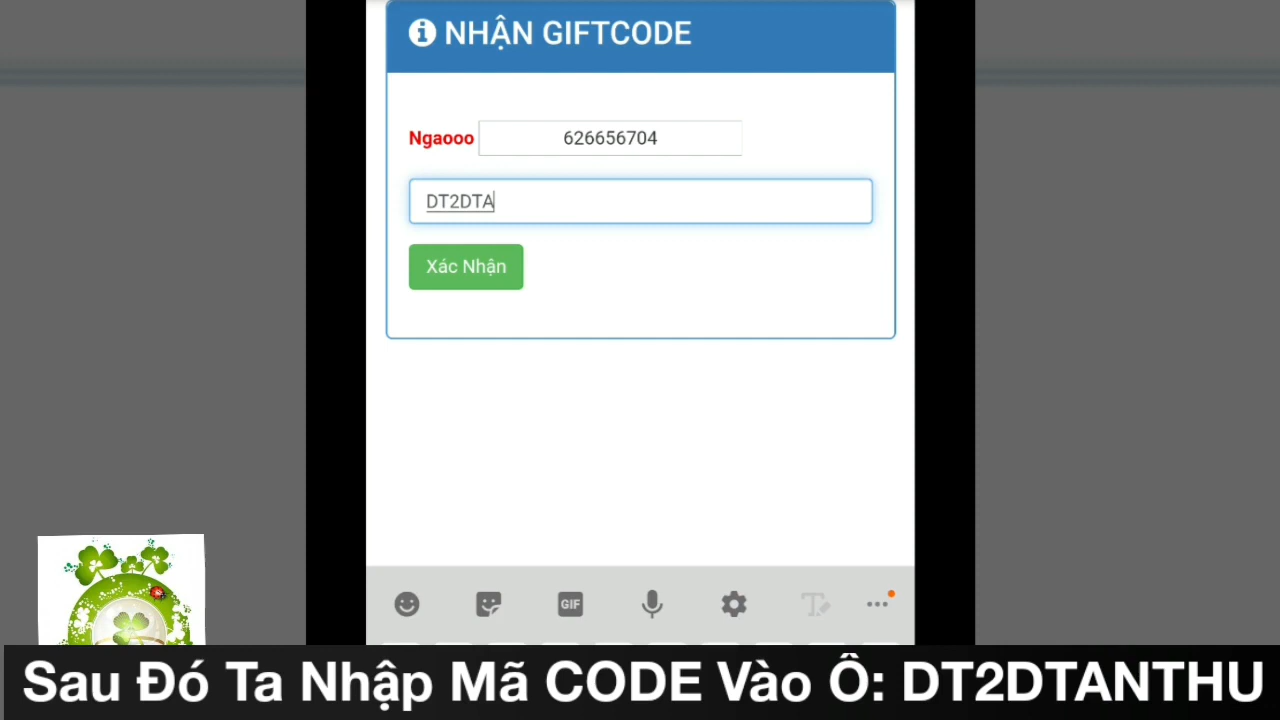 NHẬN GIFTCODE
Ngaooo 626656704
DT2DTA
Xác Nhận
GIF
Sau Đó Ta Nhập Mã CODE Vào Ô: DT2DTANTHU